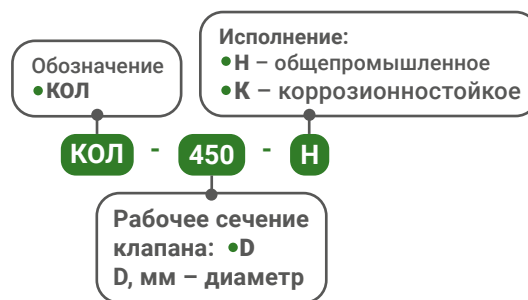 Обозначение
•КОЛ
Исполнение:
•Н – общепромышленное
•К – коррозионностойкое
КОЛ - 450 - Н
Рабочее сечение
клапана: •D
D, мм – диаметр